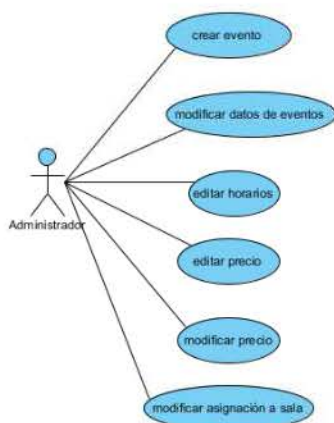 crear evento
modificar datos de eventos
editar horarios
Administrador
editar precio
modificar precio
modificar asignación a sala